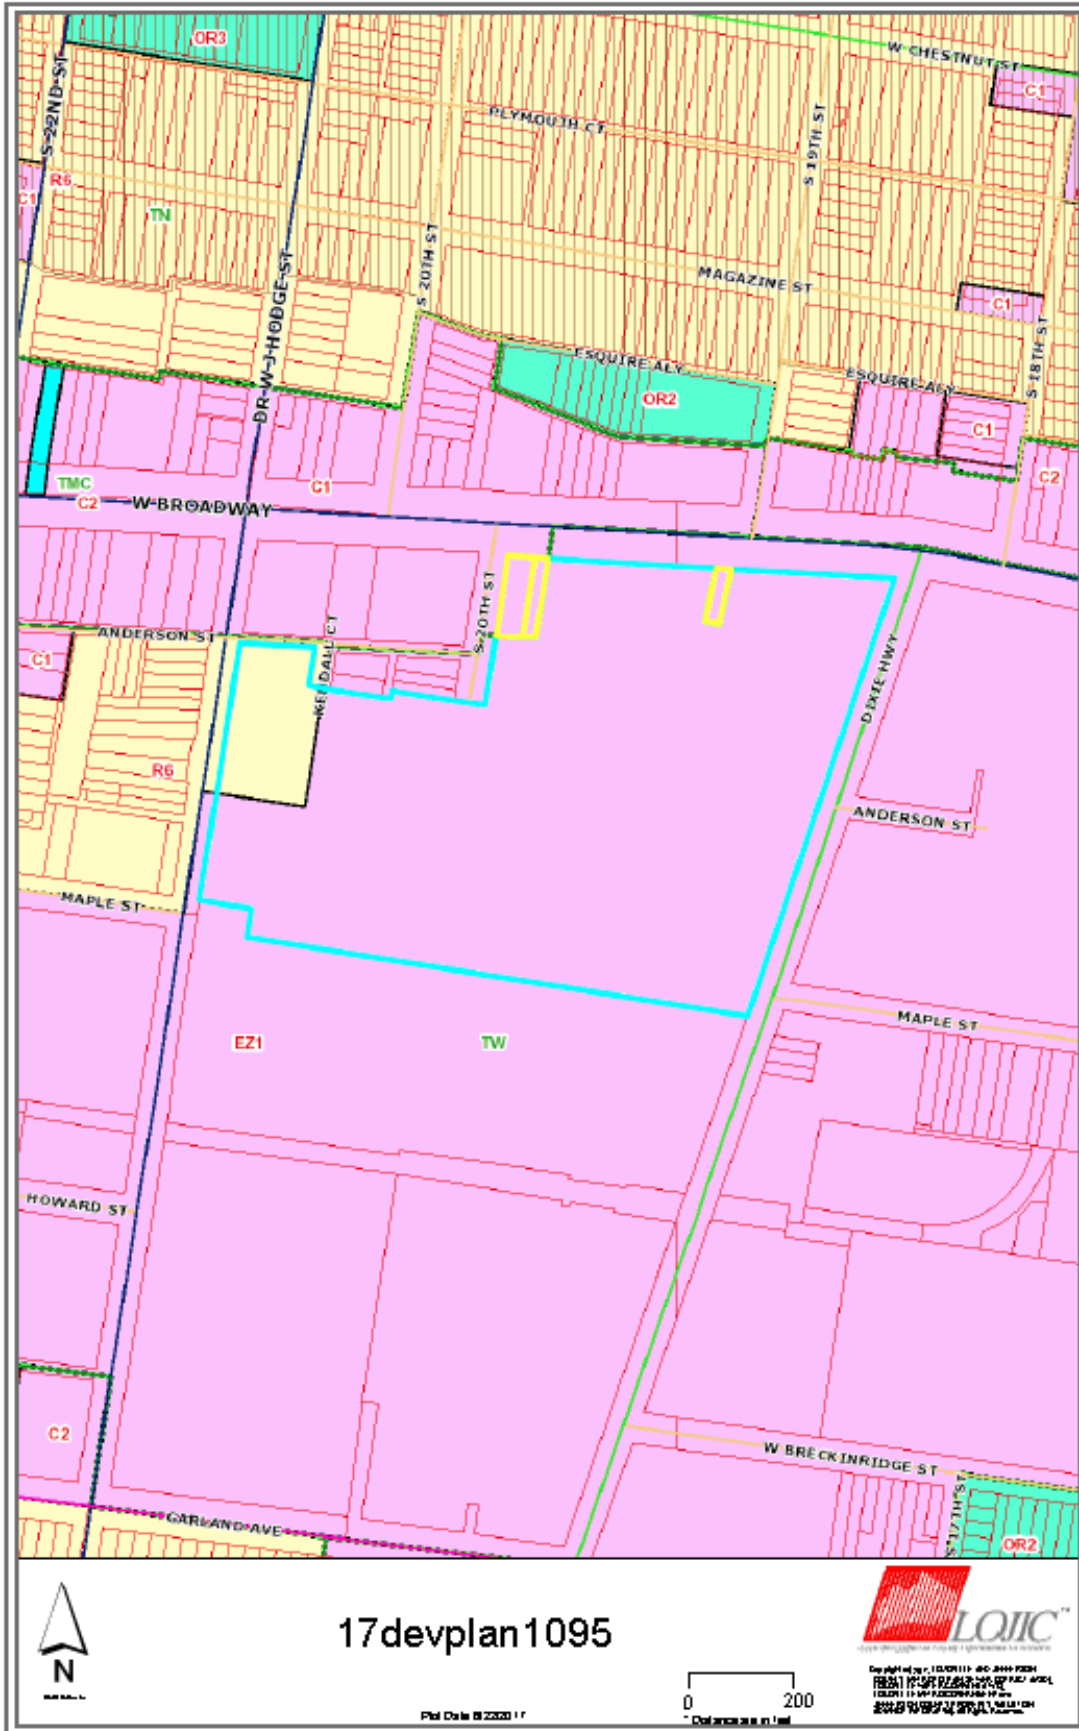 OR3
W CHESTNUT ST
C1
S 22ND ST
PLYMOUTH CT
S 19TH ST
R6
C1
TN
S 20TH ST
MAGAZINE ST
DR W J HODGE ST
C1
S 18TH ST
ESQUIRE ALY
ESQUIRE ALY
OR2
C1
C2
TMC
C1
C2
W BROADWAY
S 20TH ST
ANDERSON ST
KENDALL CT
C1
DIXIE HWY
R6
ANDERSON ST
MAPLE ST
MAPLE ST
EZ1
TW
HOWARD ST
C2
W BRECKINRIDGE ST
S 17TH ST
GARLAND AVE
OR2
N
17devplan1095
LOJIC™
0 200